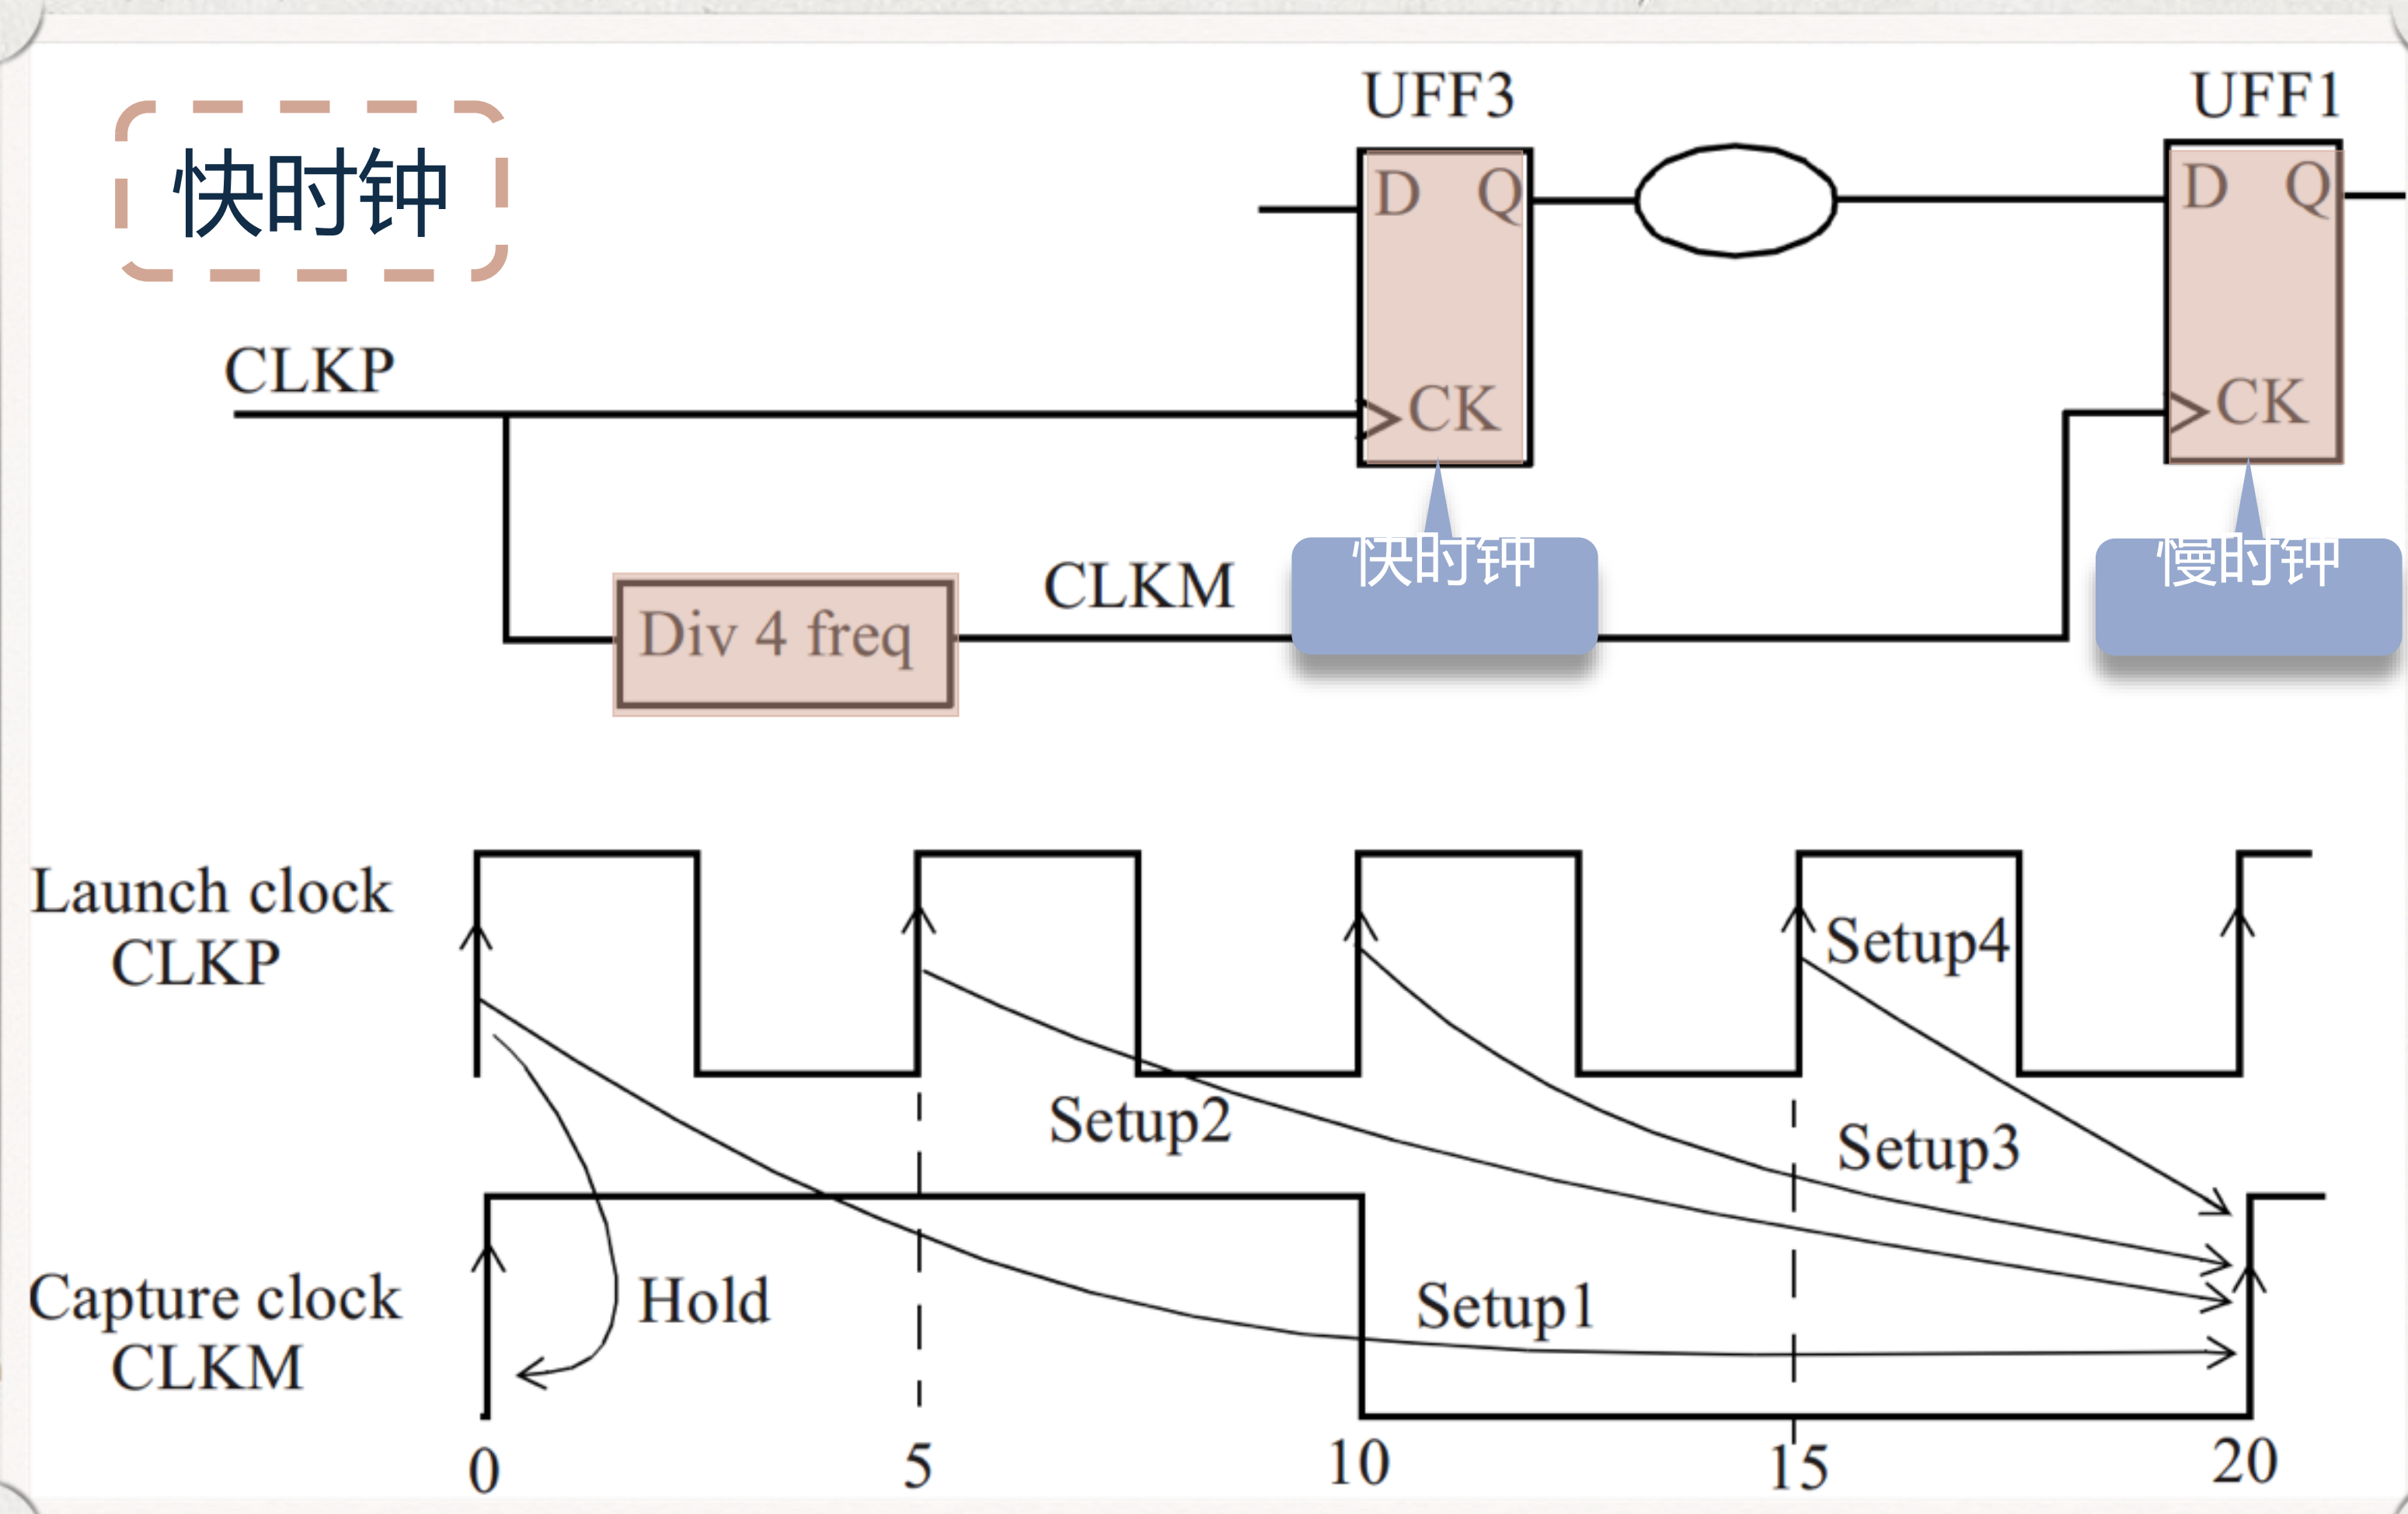 快时钟
UFF3
UFF1
D Q
D Q
CLKP
CK
CK
快时钟
慢时钟
CLKM
Div 4 freq
Launch clock
CLKP
Setup4
Setup2
Setup3
Hold
Setup1
Capture clock
CLKM
0 5 10 15 20